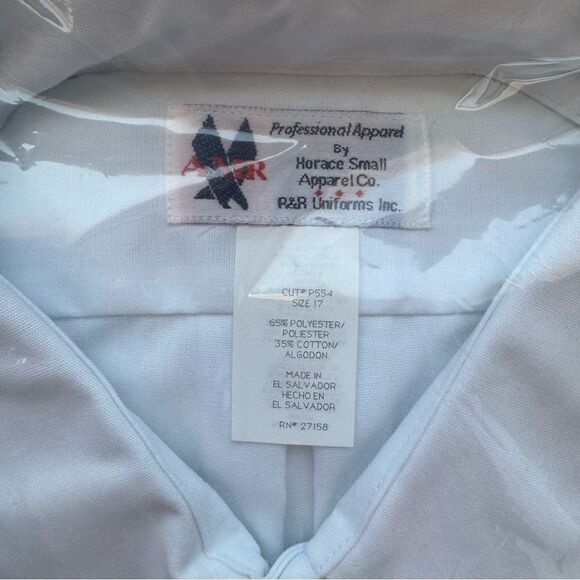 AMR
Professional Apparel
By
Horace Small
Apparel Co.
R&R Uniforms Inc.
CUT# P554
SIZE 17
65% POLYESTER/
POLIESTER
35% COTTON/
ALGODON
MADE IN
EL SALVADOR
HECHO EN
EL SALVADOR
RN# 27158